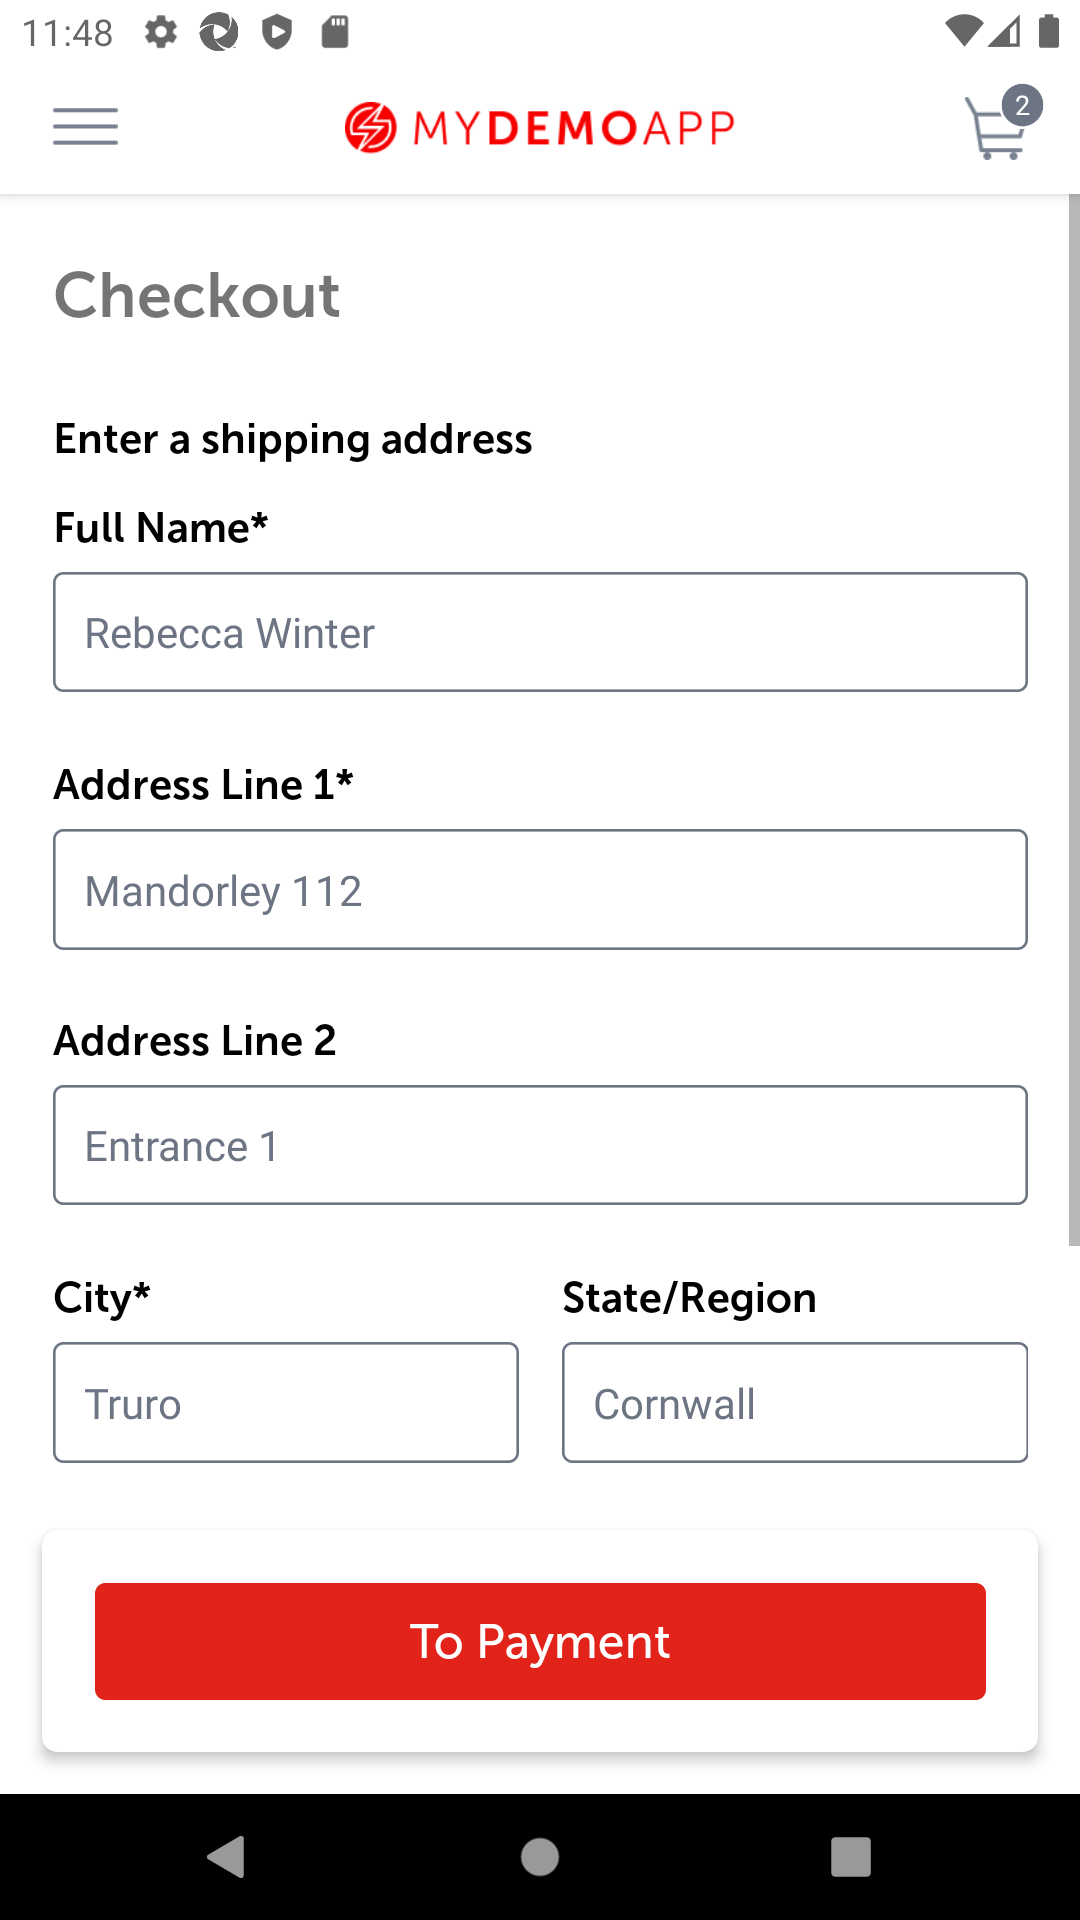 11:48
MYDEMOAPP
2
Checkout
Enter a shipping address
Full Name*
Rebecca Winter
Address Line 1*
Mandorley 112
Address Line 2
Entrance 1
City* State/Region
Truro Cornwall
To Payment